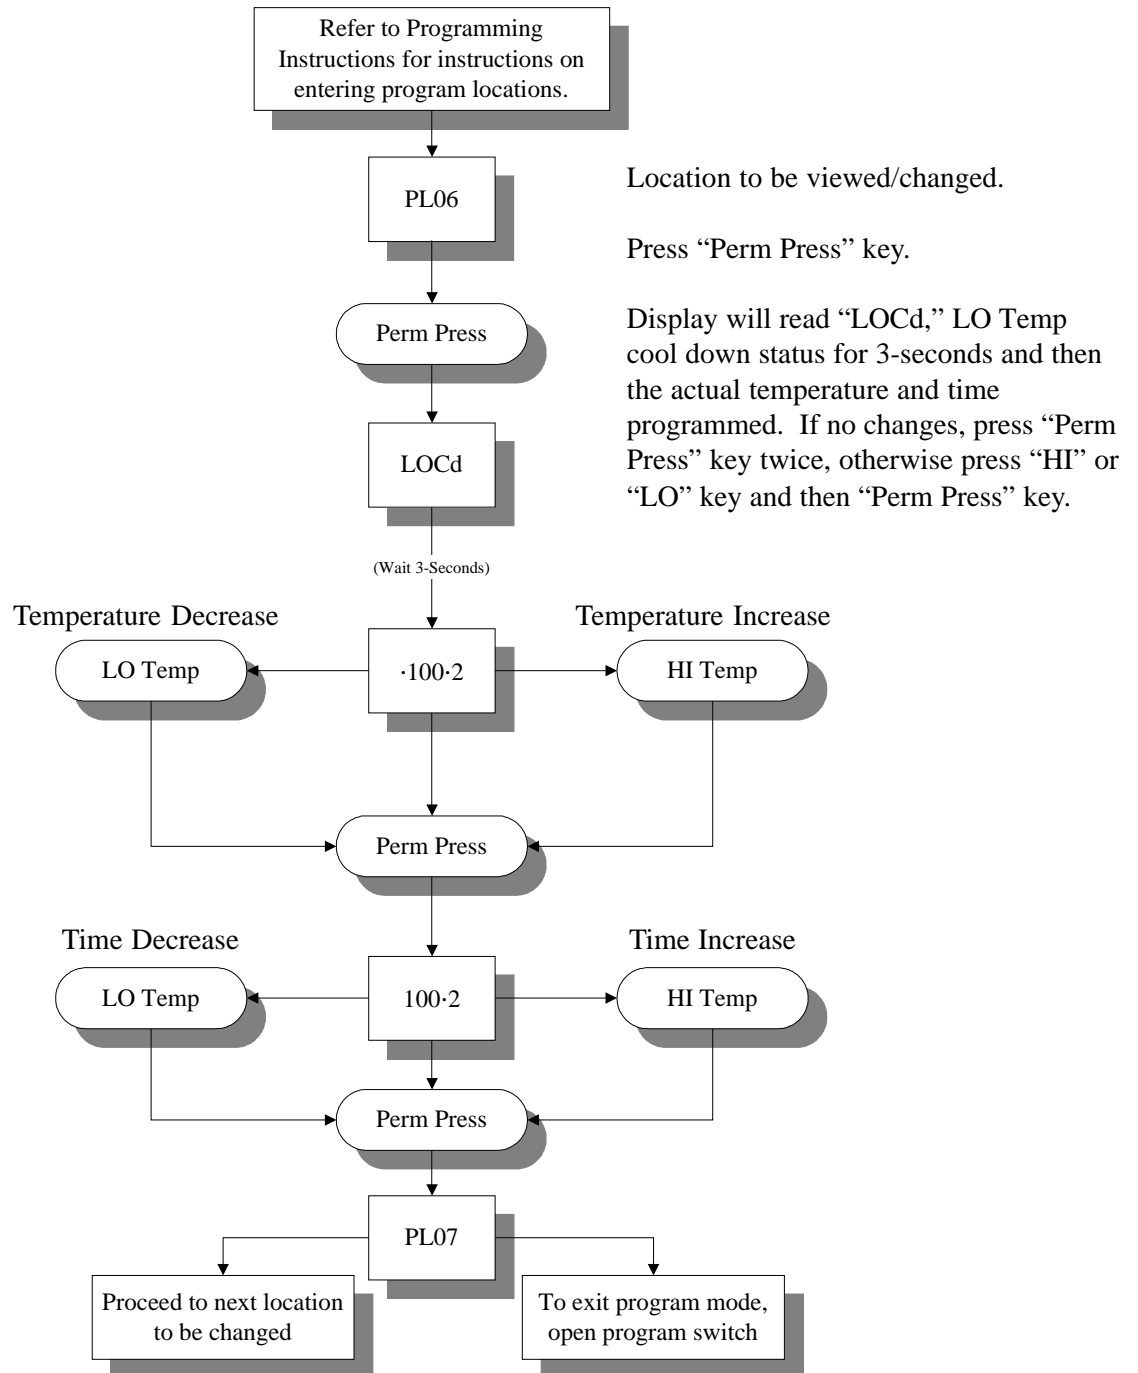 Refer to Programming
Instructions for instructions on
entering program locations.
PL06
Location to be viewed/changed.
Press “Perm Press” key.
Perm Press
Display will read “LOCd,” LO Temp
cool down status for 3-seconds and then
the actual temperature and time
programmed.  If no changes, press “Perm
Press” key twice, otherwise press “HI” or
“LO” key and then “Perm Press” key.
LOCd
(Wait 3-Seconds)
Temperature Decrease
Temperature Increase
LO Temp
·100·2
HI Temp
Perm Press
Time Decrease
Time Increase
LO Temp
100·2
HI Temp
Perm Press
PL07
Proceed to next location
to be changed
To exit program mode,
open program switch